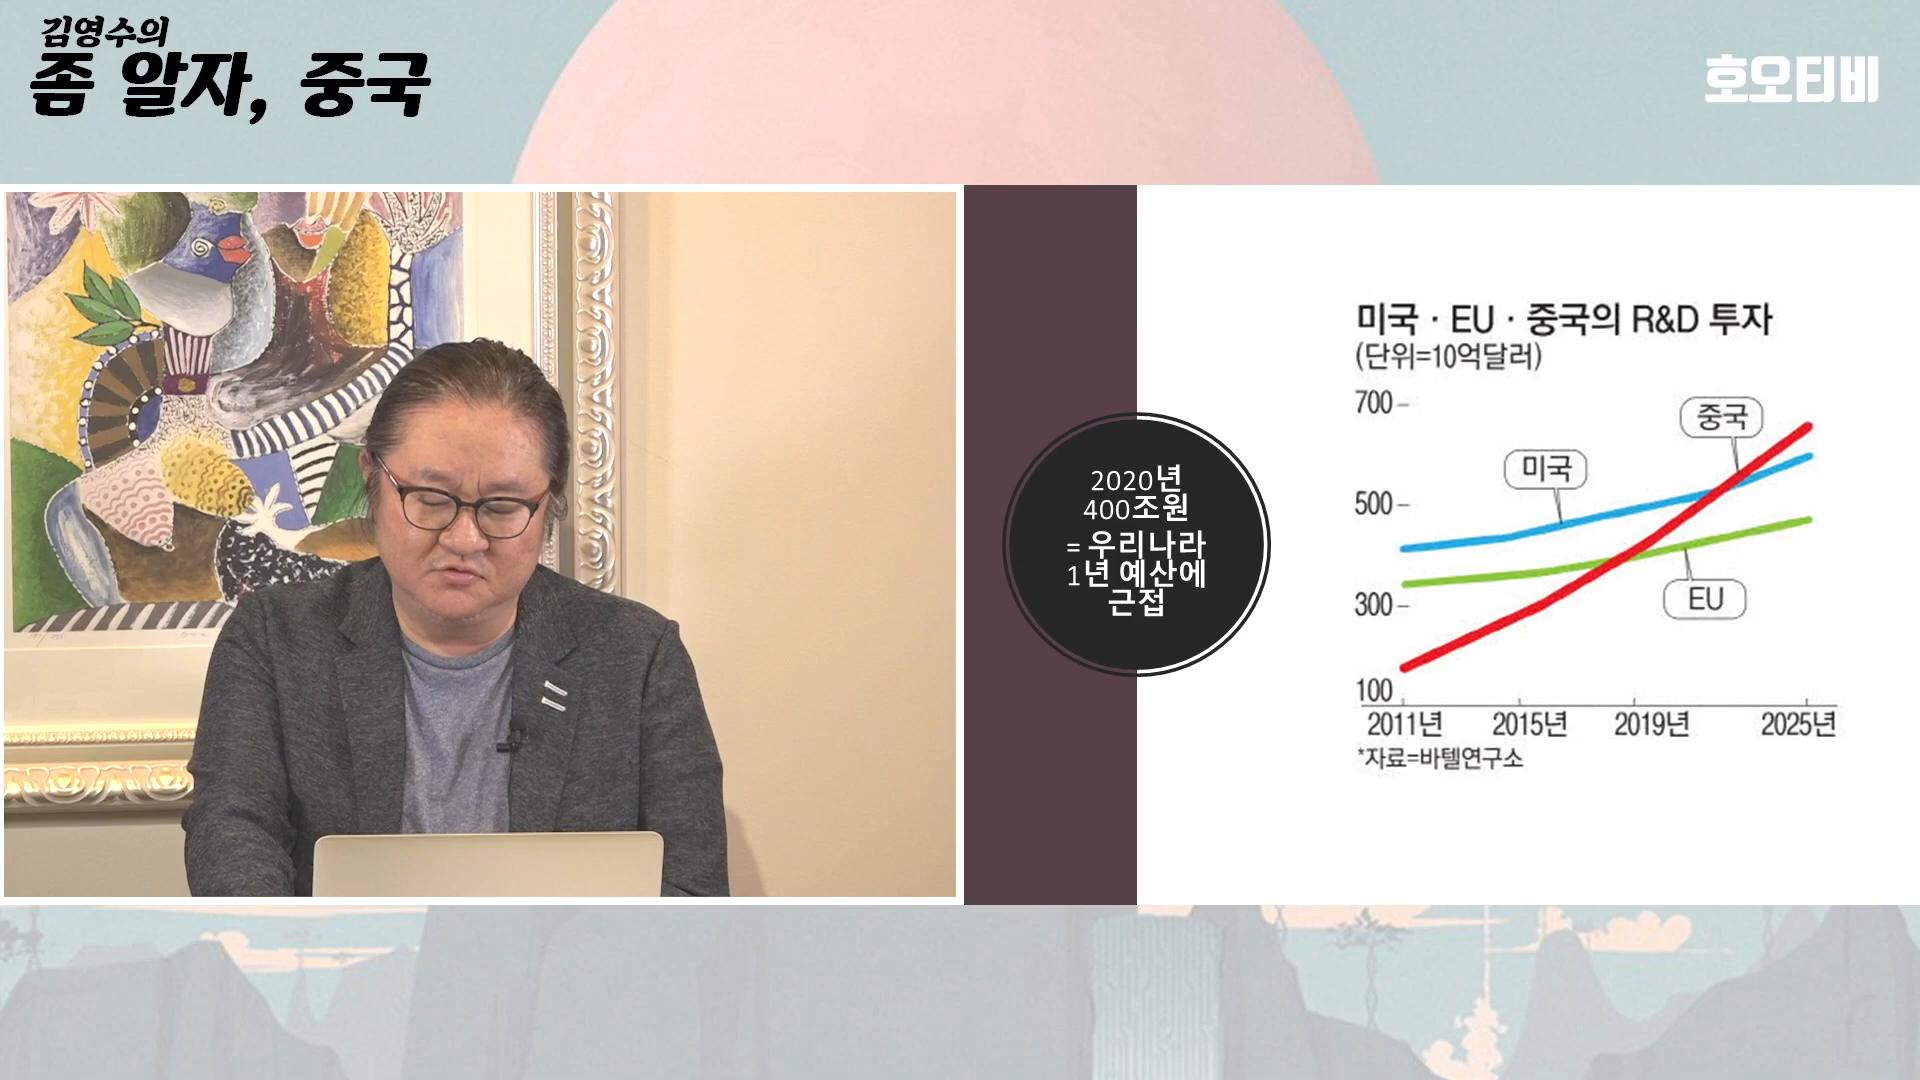 김영수의
좀 알자, 중국
호오티비
2020년
400조원
= 우리나라
1년 예산에
근접
미국 · EU · 중국의 R&D 투자
(단위=10억달러)
700
중국
미국
500
EU
300
100
2011년 2015년 2019년 2025년
*자료=바텔연구소